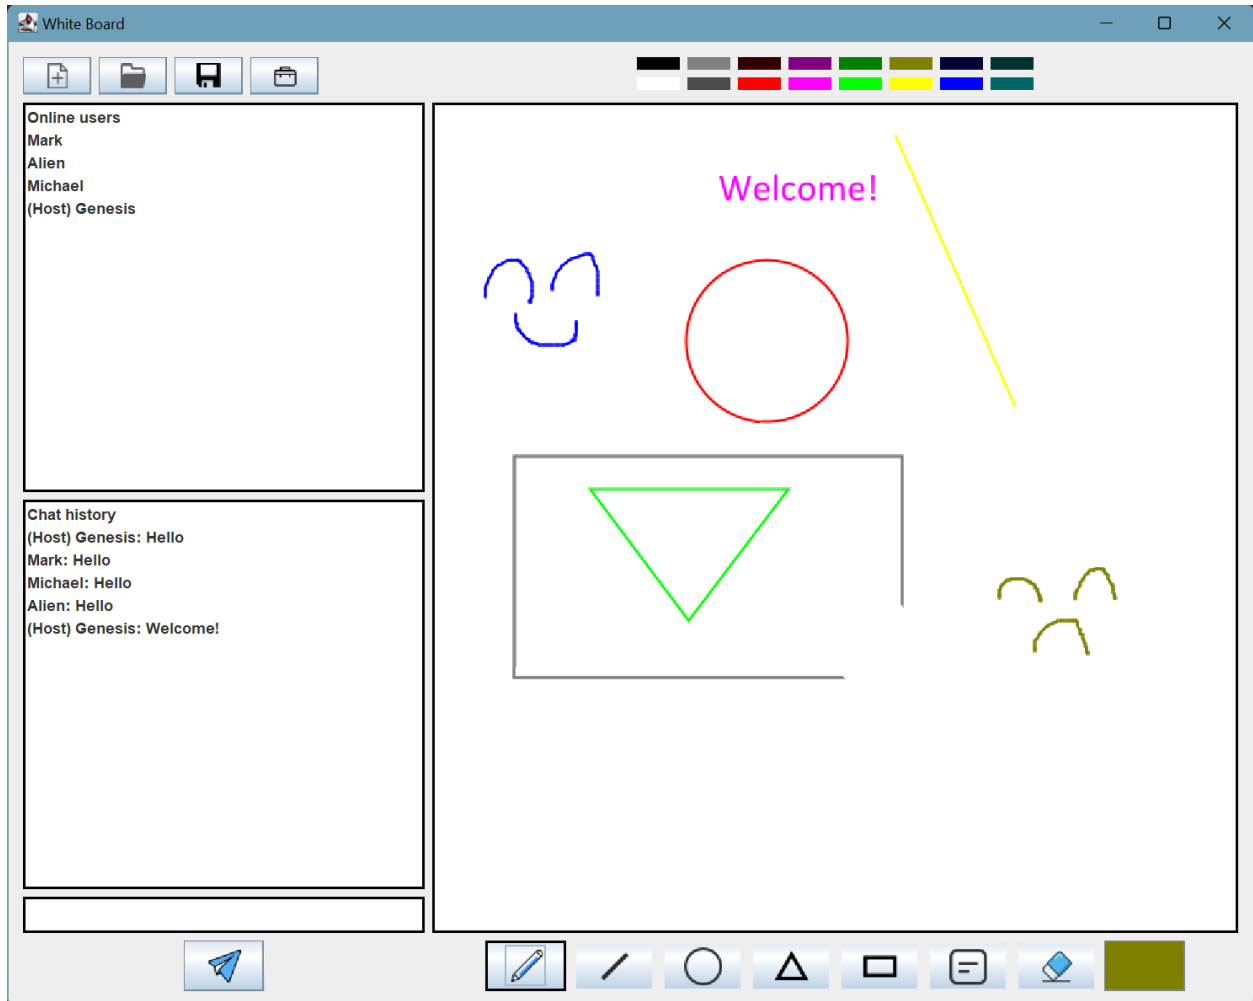 White Board
Online users
Mark
Alien
Michael
(Host) Genesis
Chat history
(Host) Genesis: Hello
Mark: Hello
Michael: Hello
Alien: Hello
(Host) Genesis: Welcome!
Welcome!